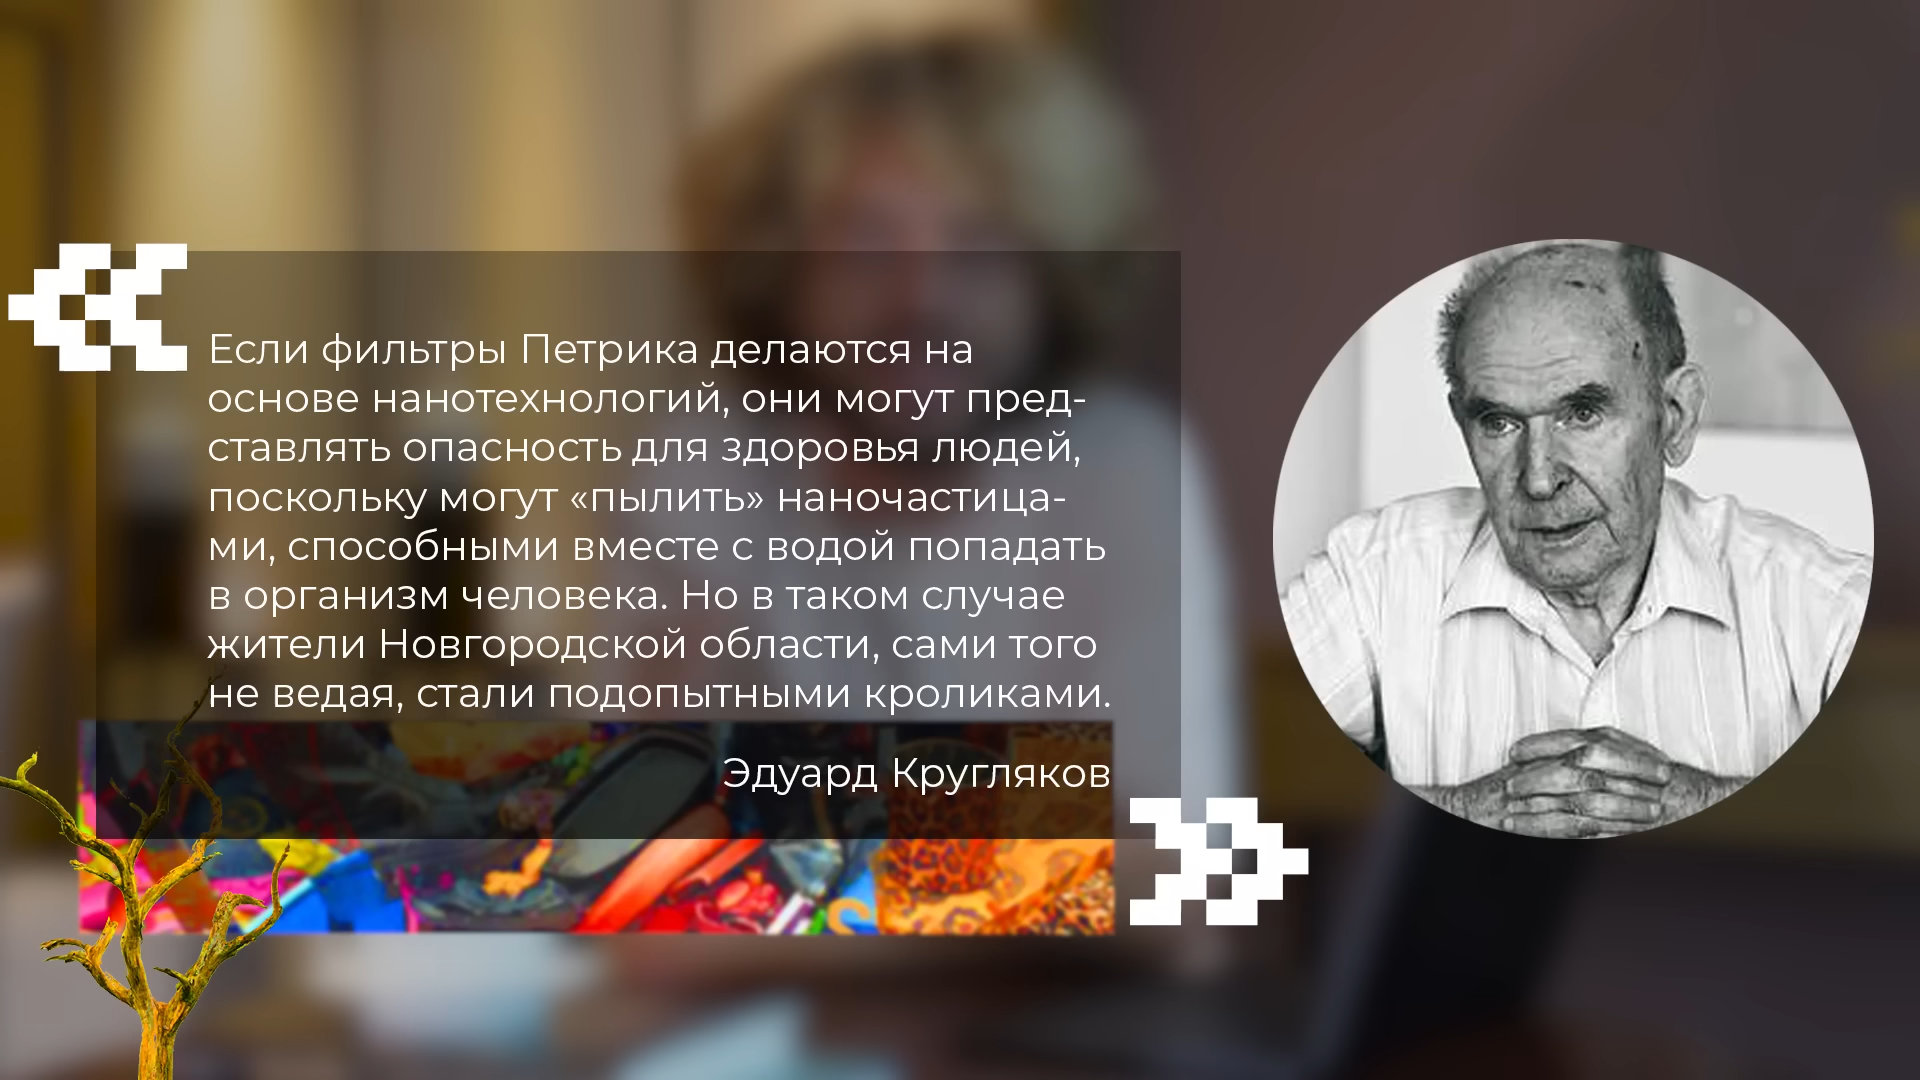 Если фильтры Петрика делаются на
основе нанотехнологий, они могут пред-
ставлять опасность для здоровья людей,
поскольку могут «пылить» наночастица-
ми, способными вместе с водой попадать
в организм человека. Но в таком случае
жители Новгородской области, сами того
не ведая, стали подопытными кроликами.
Эдуард Кругляков